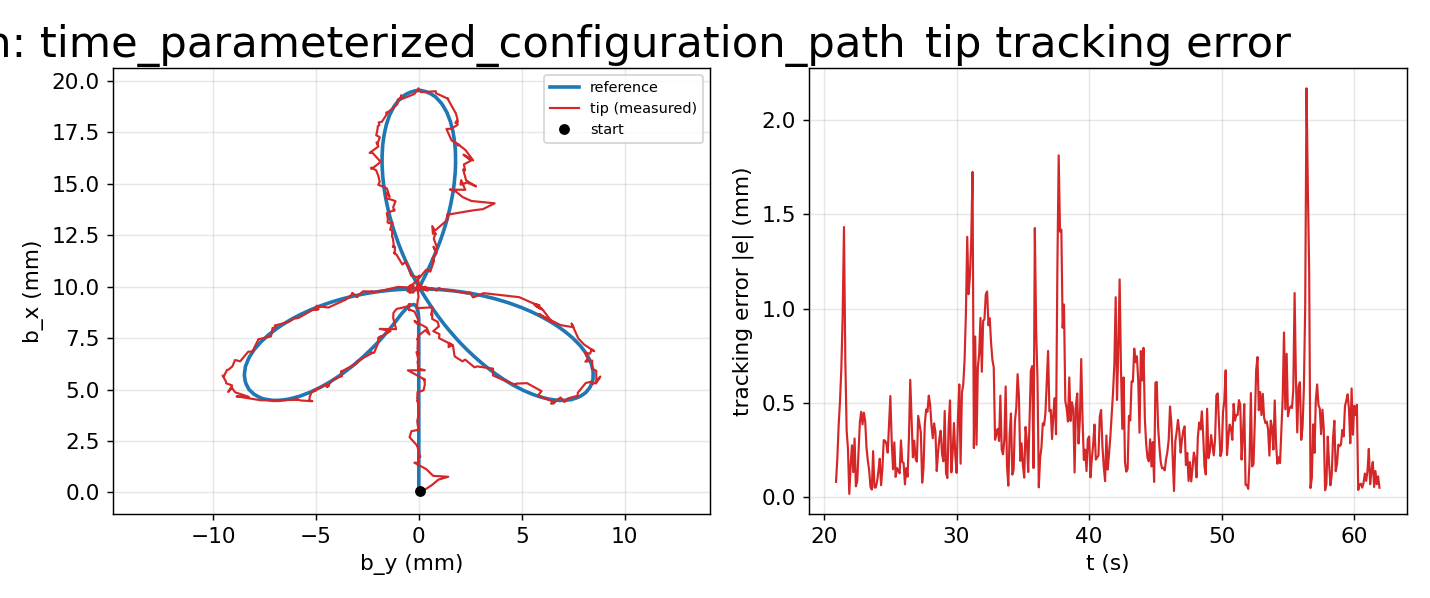 n: time_parameterized_configuration_path
tip tracking error
20.0
17.5
15.0
12.5
10.0
7.5
5.0
2.5
0.0
b_x (mm)
reference
tip (measured)
start
−10
−5
0
5
10
b_y (mm)
2.0
1.5
1.0
0.5
0.0
tracking error |e| (mm)
20
30
40
50
60
t (s)